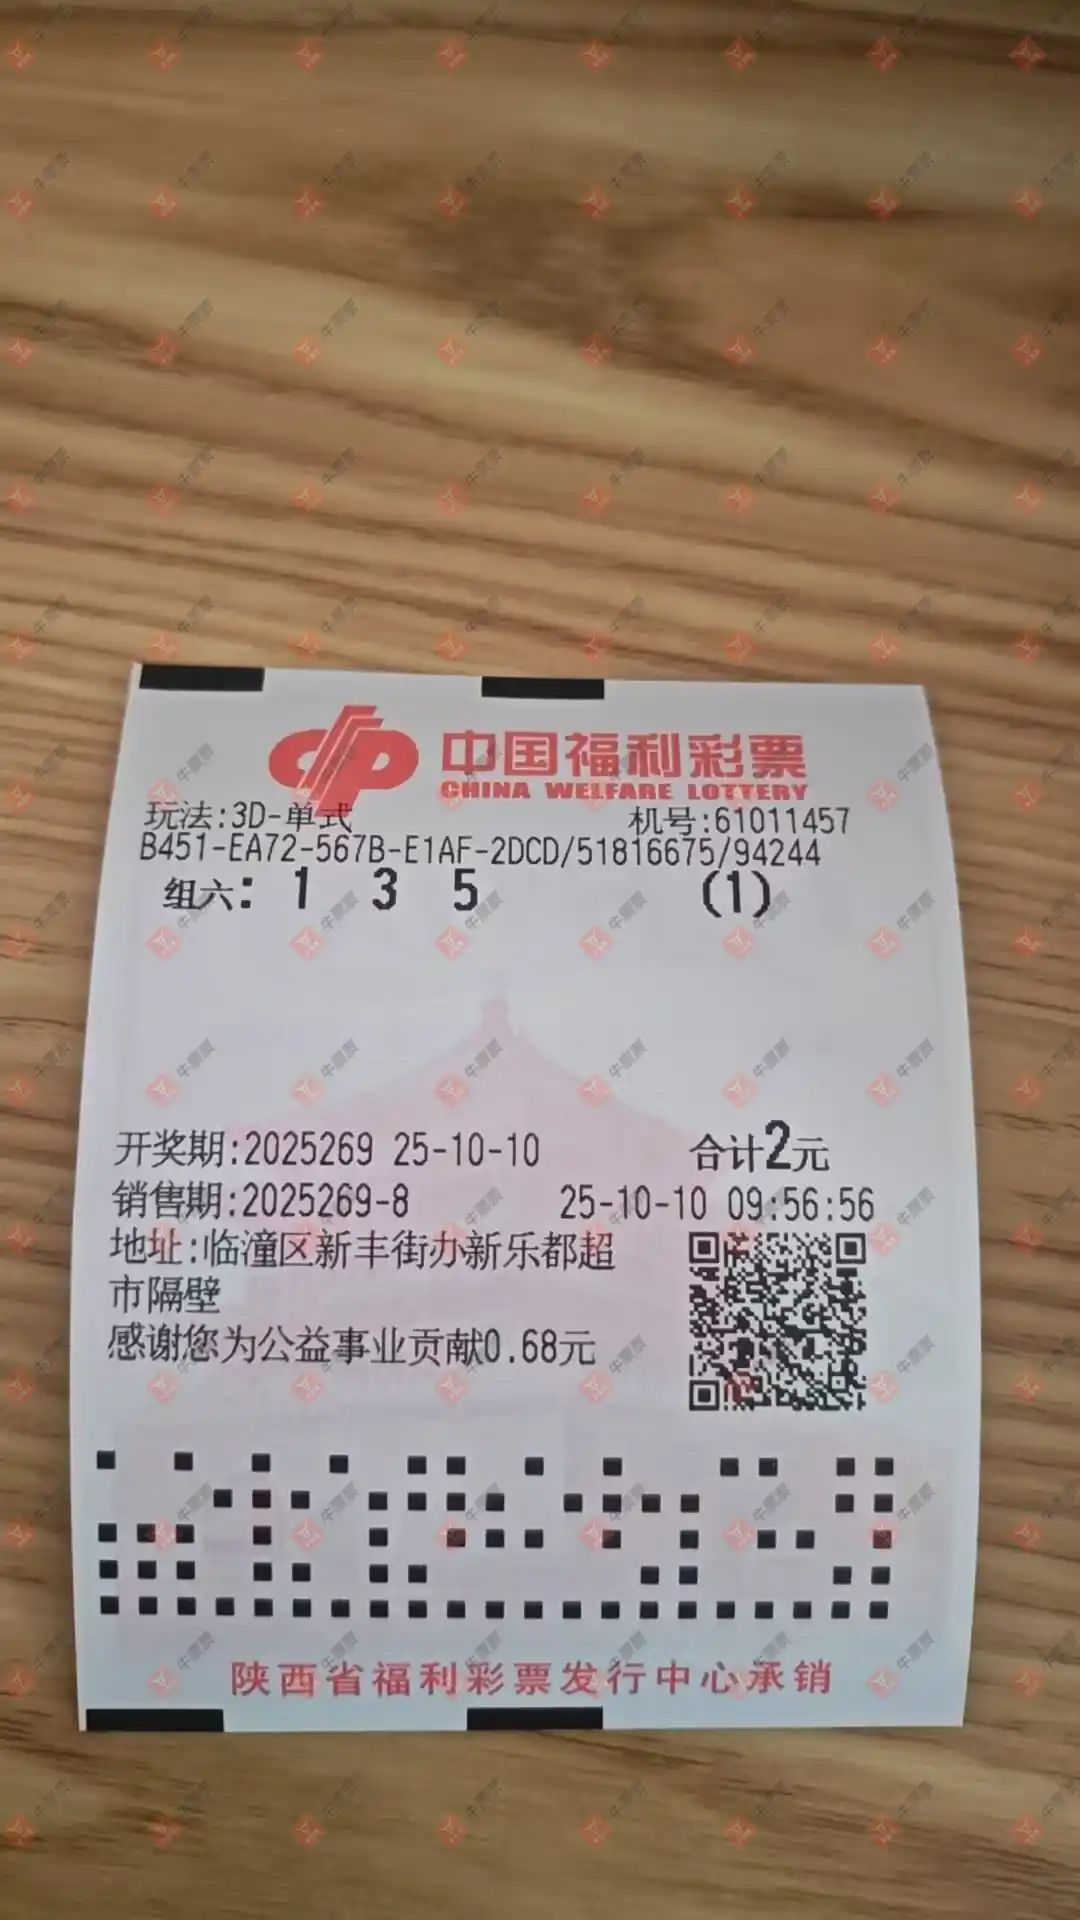 中国福利彩票
CHINA WELFARE LOTTERY
玩法:3D-单式 机号:61011457
B451-EA72-567B-E1AF-2DCD/51816675/94244
组六: 1 3 5 (1)
开奖期:2025269 25-10-10 合计2元
销售期:2025269-8 25-10-10 09:56:56
地址:临潼区新丰街办新乐都超
市隔壁
感谢您为公益事业贡献0.68元
陕西省福利彩票发行中心承销
牛票票